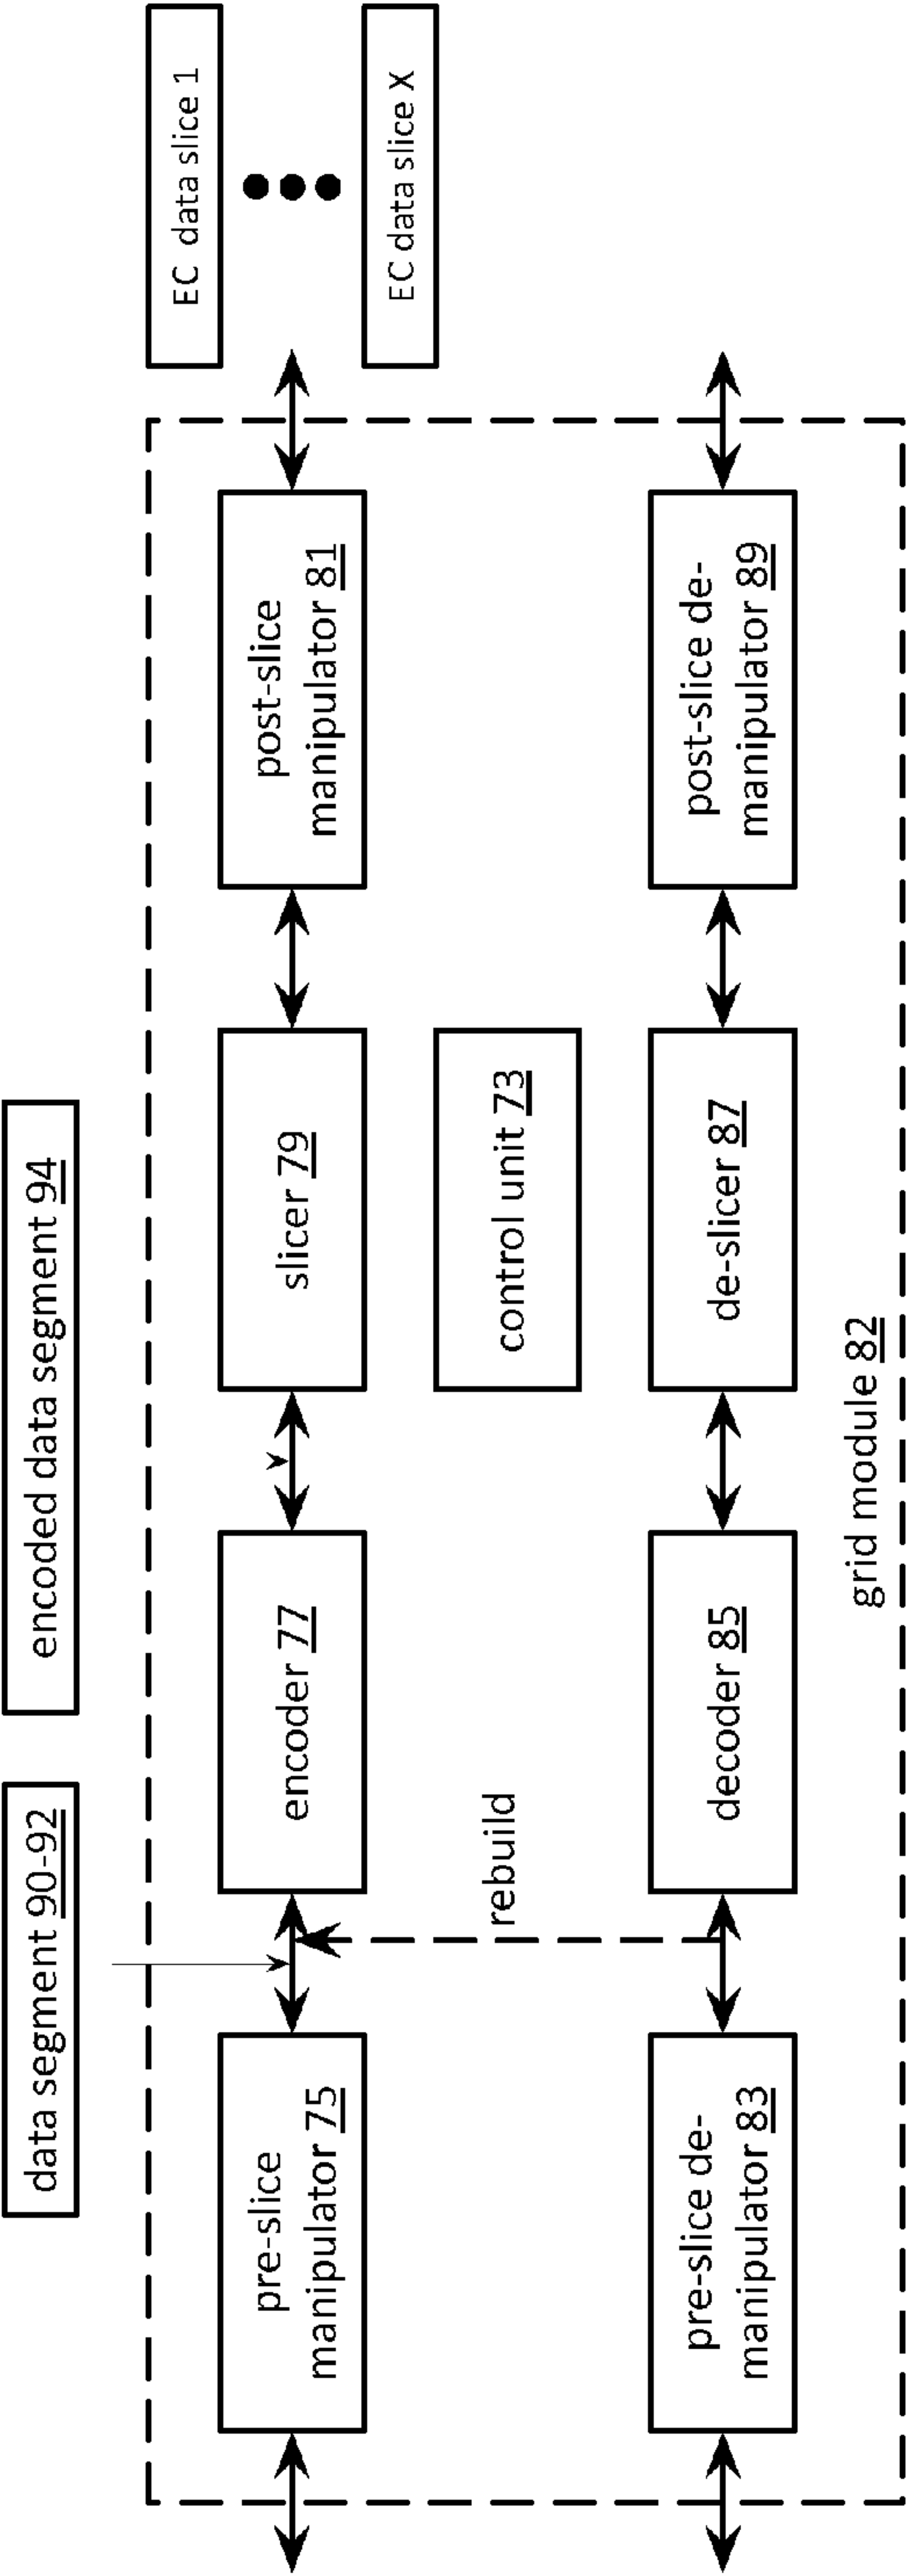 data segment 90-92
encoded data segment 94
EC  data slice 1
EC data slice X
pre-slice
manipulator 75
encoder 77
slicer 79
post-slice
manipulator 81
rebuild
control unit 73
pre-slice de-
manipulator 83
decoder 85
de-slicer 87
post-slice de-
manipulator 89
grid module 82